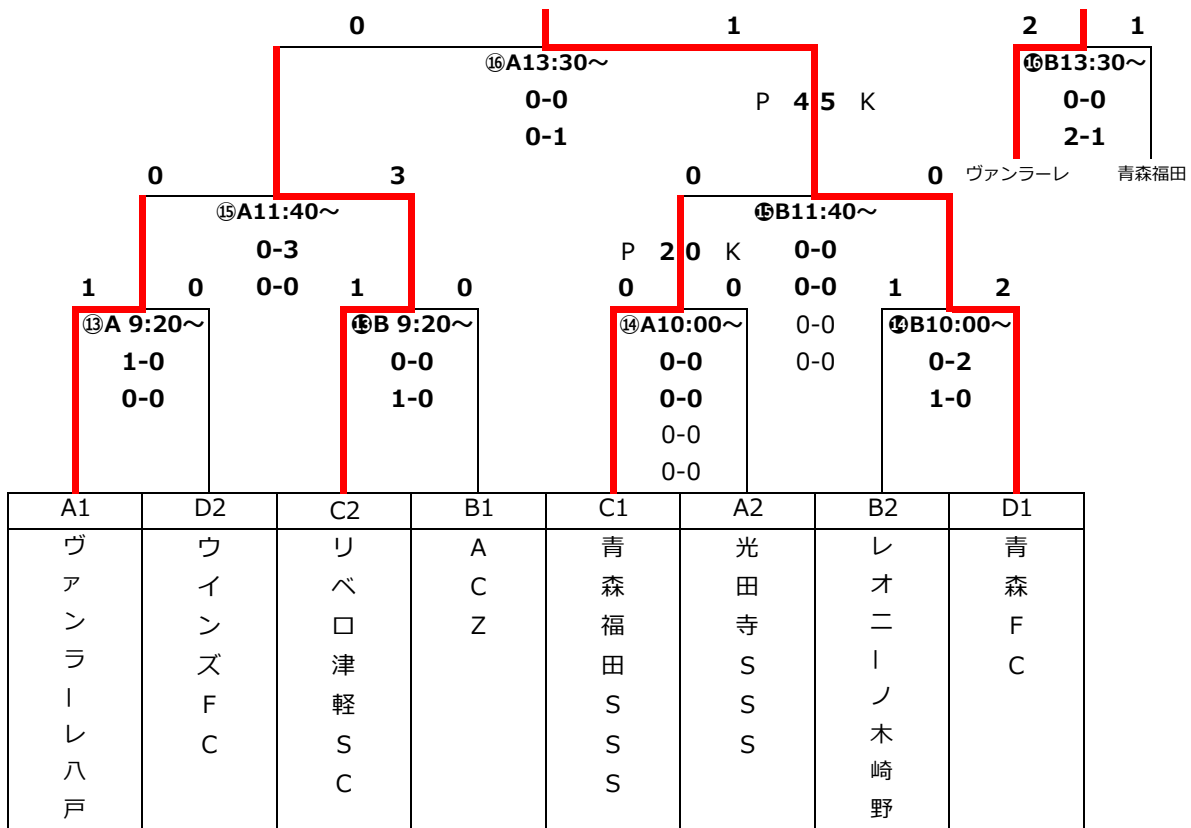 0 1 2 1
⑯A13:30～ ⓰B13:30～
0-0 P 4 5 K 0-0
0-1 2-1
0 3 0 0 ヴァンラーレ 青森福田
⑮A11:40～ ⓯B11:40～
0-3 P 2 0 K 0-0
1 0 0-0 1 0 0 0 0-0 1 2
⑬A 9:20～ ⓭B 9:20～ ⑭A10:00～ 0-0 ⓮B10:00～
1-0 0-0 0-0 0-0 0-2
0-0 1-0 0-0 1-0
0-0
0-0
A1 D2 C2 B1 C1 A2 B2 D1
ヴァンラーレ八戸
ウインズFC
リベロ津軽SC
ACZ
青森福田SSS
光田寺SSS
レオニーノ木崎野
青森FC